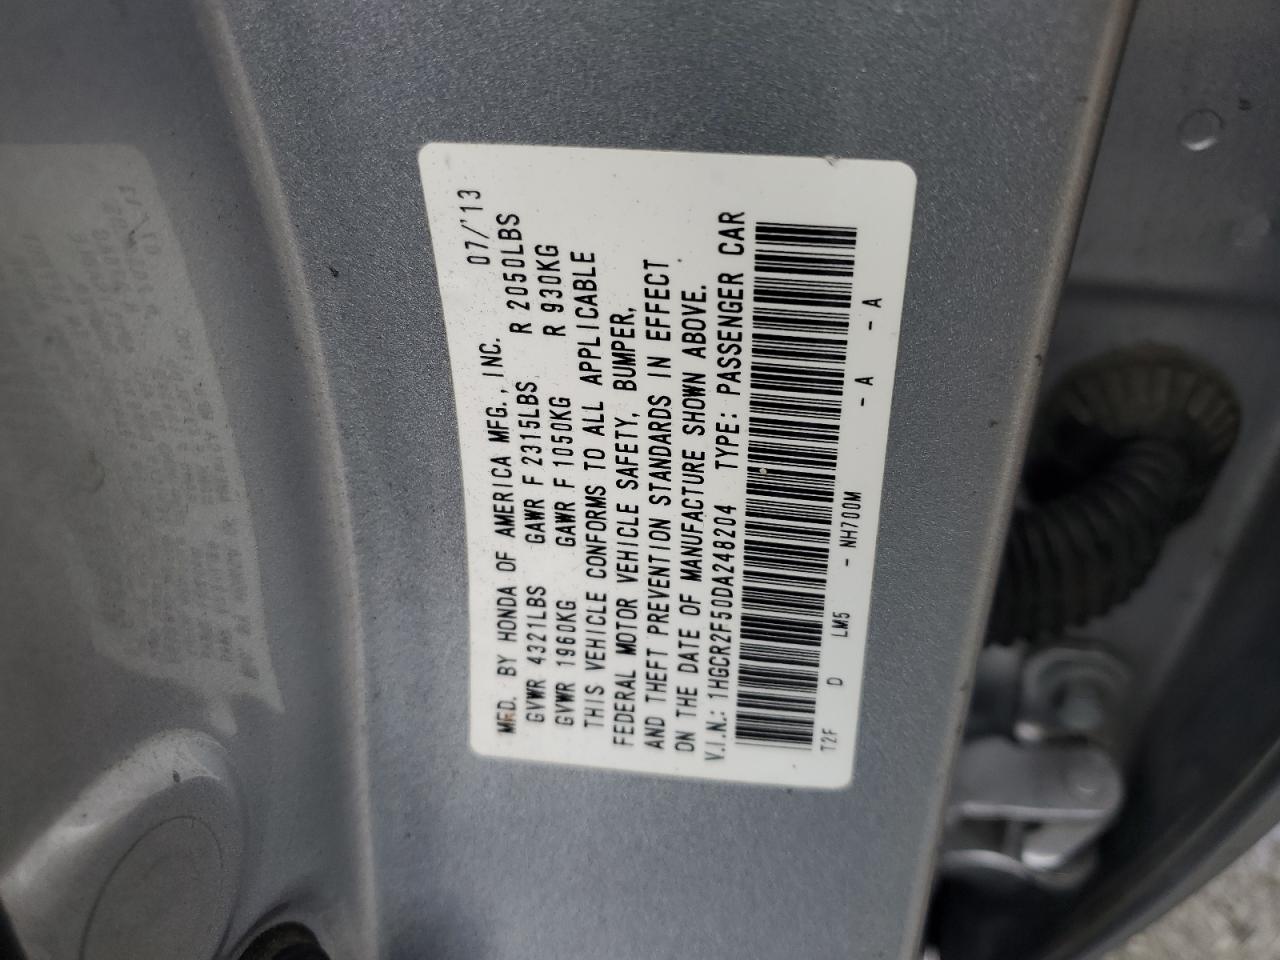 MFD. BY HONDA OF AMERICA MFG., INC. 07/'13
GVWR 4321LBS GAWR F 2315LBS R 2050LBS
GVWR 1960KG GAWR F 1050KG R 930KG
THIS VEHICLE CONFORMS TO ALL APPLICABLE
FEDERAL MOTOR VEHICLE SAFETY, BUMPER,
AND THEFT PREVENTION STANDARDS IN EFFECT
ON THE DATE OF MANUFACTURE SHOWN ABOVE.
V.I.N.: 1HGCR2F50DA248204 TYPE: PASSENGER CAR
T2F D LM5 - NH700M - A - A